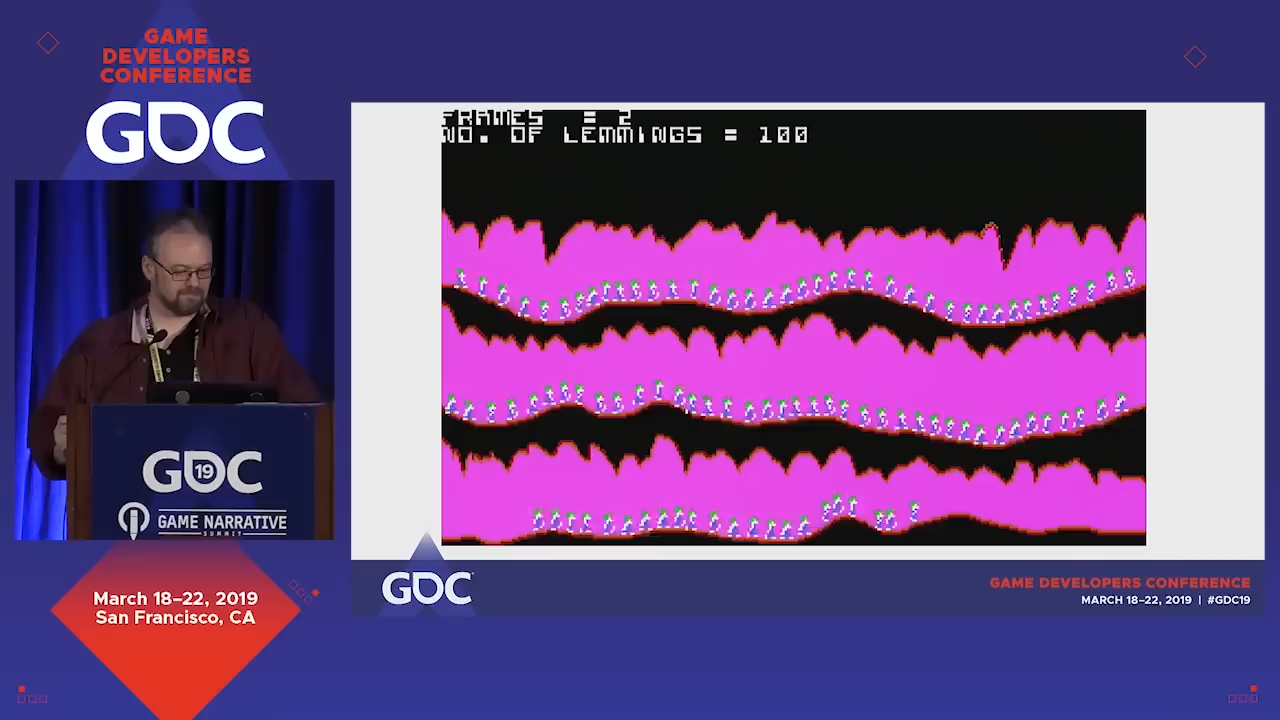 GAME
DEVELOPERS
CONFERENCE
GDC
FRAMES = 2
NO. OF LEMMINGS = 100
GDC
19
GAME NARRATIVE
SUMMIT
March 18–22, 2019
San Francisco, CA
GDC
GAME DEVELOPERS CONFERENCE
MARCH 18–22, 2019 | #GDC19